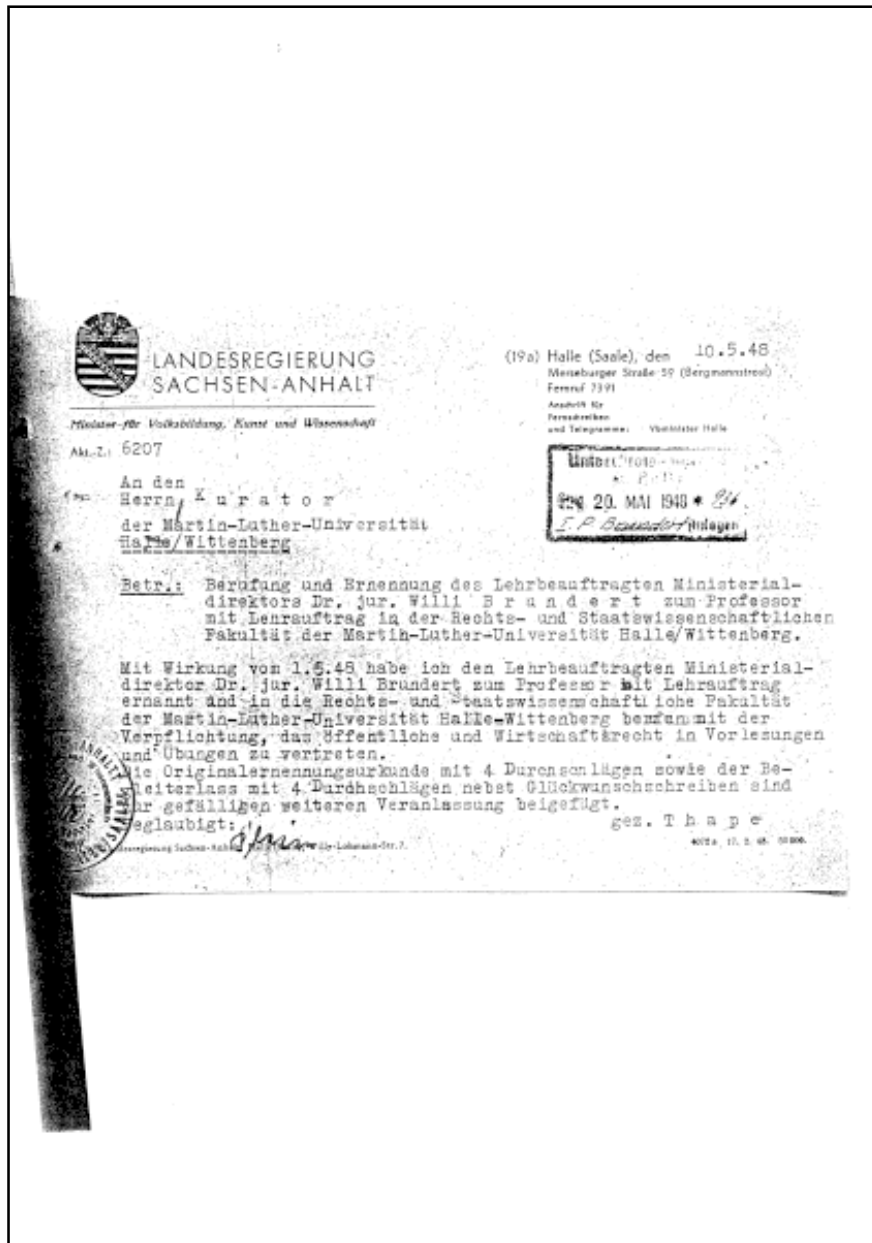 LANDESREGIERUNG
SACHSEN-ANHALT
Minister für Volksbildung, Kunst und Wissenschaft
Akt.-Z.: 6207
(19a) Halle (Saale), den 10.5.48
Merseburger Straße 59 (Bergmannstrost)
Fernruf 7391
Anschrift für
Fernschreiben
und Telegramme: Vominister Halle
20. MAI 1948
Anlagen
An den
Herrn Kurator
der Martin-Luther-Universität
Halle/Wittenberg
Betr.: Berufung und Ernennung des Lehrbeauftragten Ministerial-
direktors Dr. jur. Willi Brundert zum Professor
mit Lehrauftrag in der Rechts- und Staatswissenschaftlichen
Fakultät der Martin-Luther-Universität Halle/Wittenberg.
Mit Wirkung vom 1.5.48 habe ich den Lehrbeauftragten Ministerial-
direktor Dr. jur. Willi Brundert zum Professor mit Lehrauftrag
ernannt und in die Rechts- und Staatswissenschaftliche Fakultät
der Martin-Luther-Universität Halle-Wittenberg berufen mit der
Verpflichtung, das öffentliche und Wirtschaftsrecht in Vorlesungen
und Übungen zu vertreten.
Die Originalernennungsurkunde mit 4 Durchschlägen sowie der Be-
gleiterlass mit 4 Durchschlägen nebst Glückwunschschreiben sind
zur gefälligen weiteren Veranlassung beigefügt.
Beglaubigt:
gez. Thape